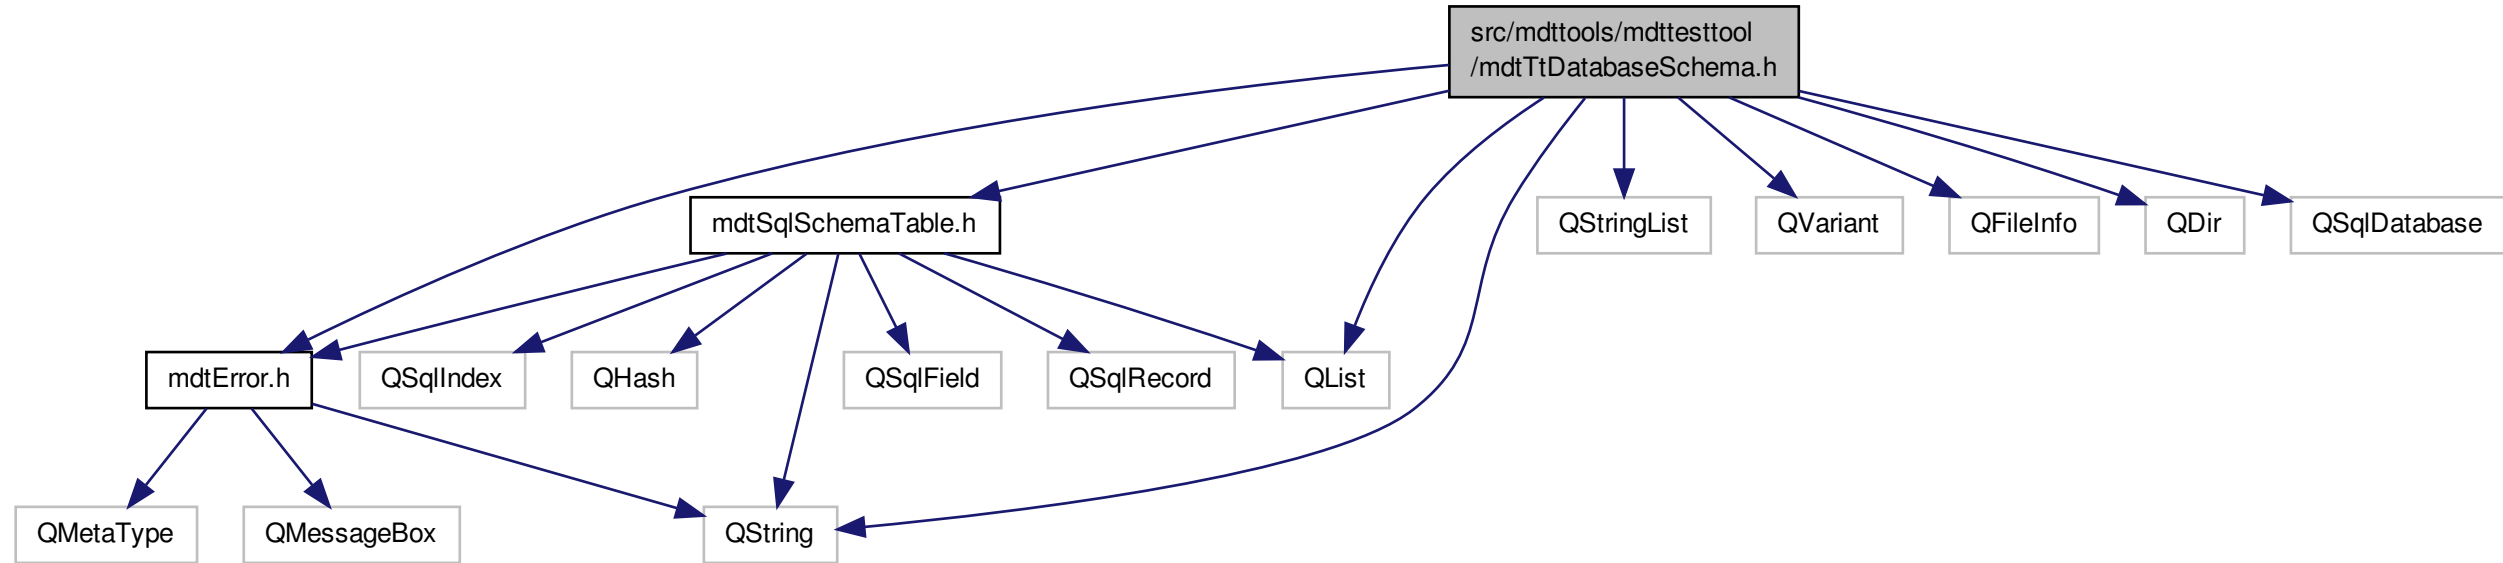 src/mdttools/mdttesttool
/mdtTtDatabaseSchema.h
mdtSqlSchemaTable.h
QStringList
QVariant
QFileInfo
QDir
QSqlDatabase
mdtError.h
QSqlIndex
QHash
QSqlField
QSqlRecord
QList
QMetaType
QMessageBox
QString